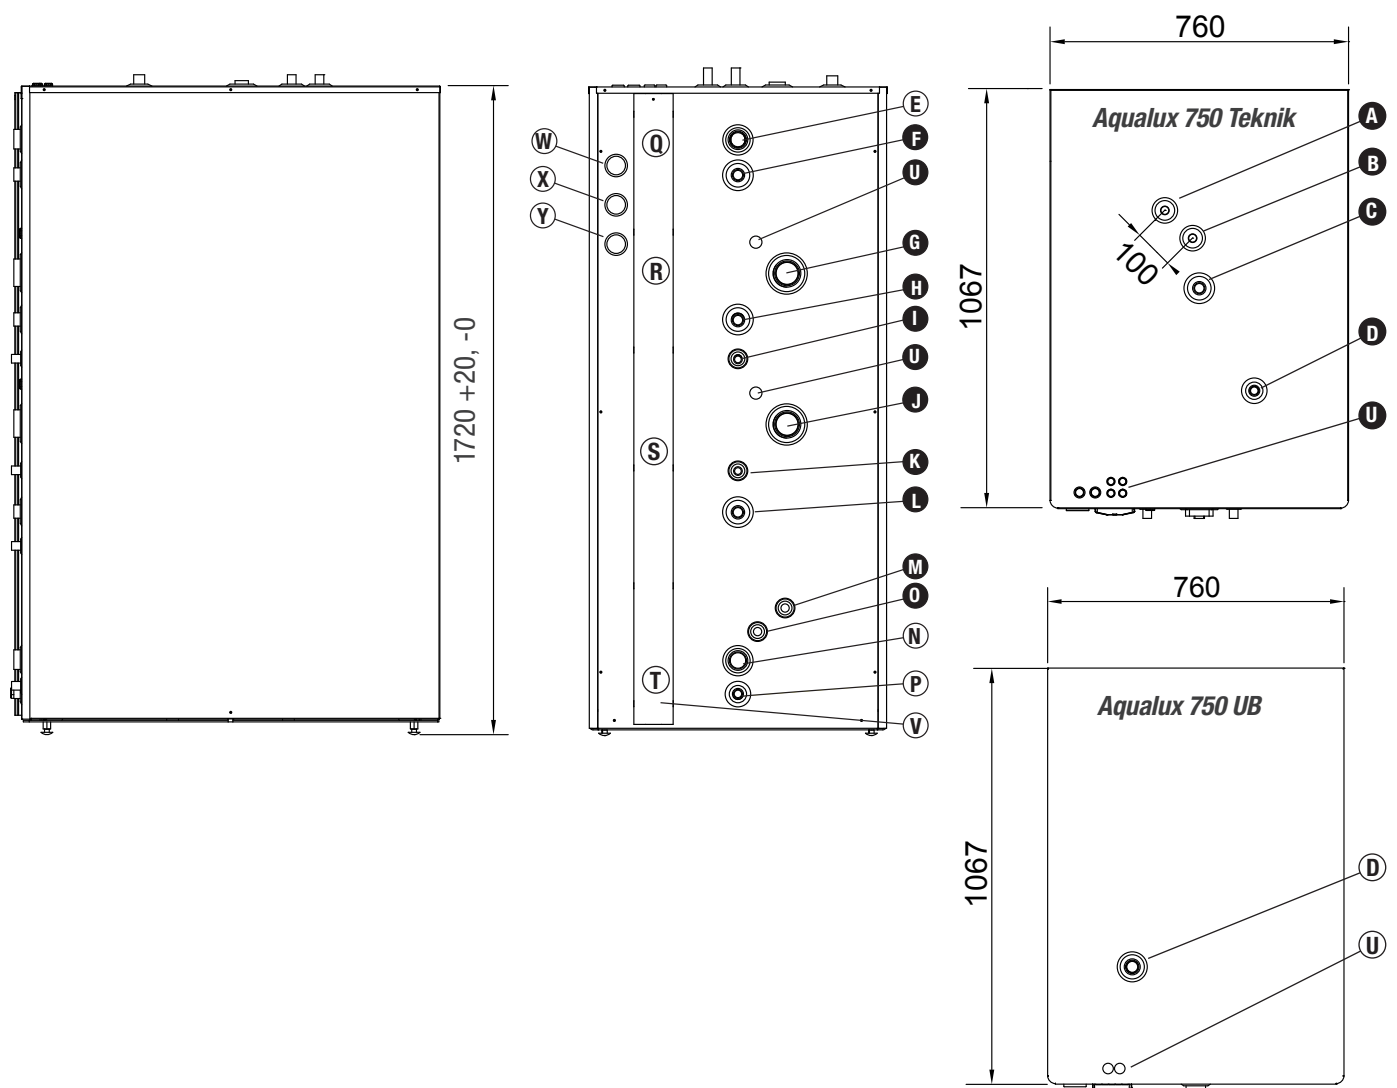 1720 +20, -0
W
X
Y
Q
R
S
T
E
F
U
G
H
I
U
J
K
L
M
O
N
P
V
760
1067
Aqualux 750 Teknik
100
A
B
C
D
U
760
1067
Aqualux 750 UB
D
U